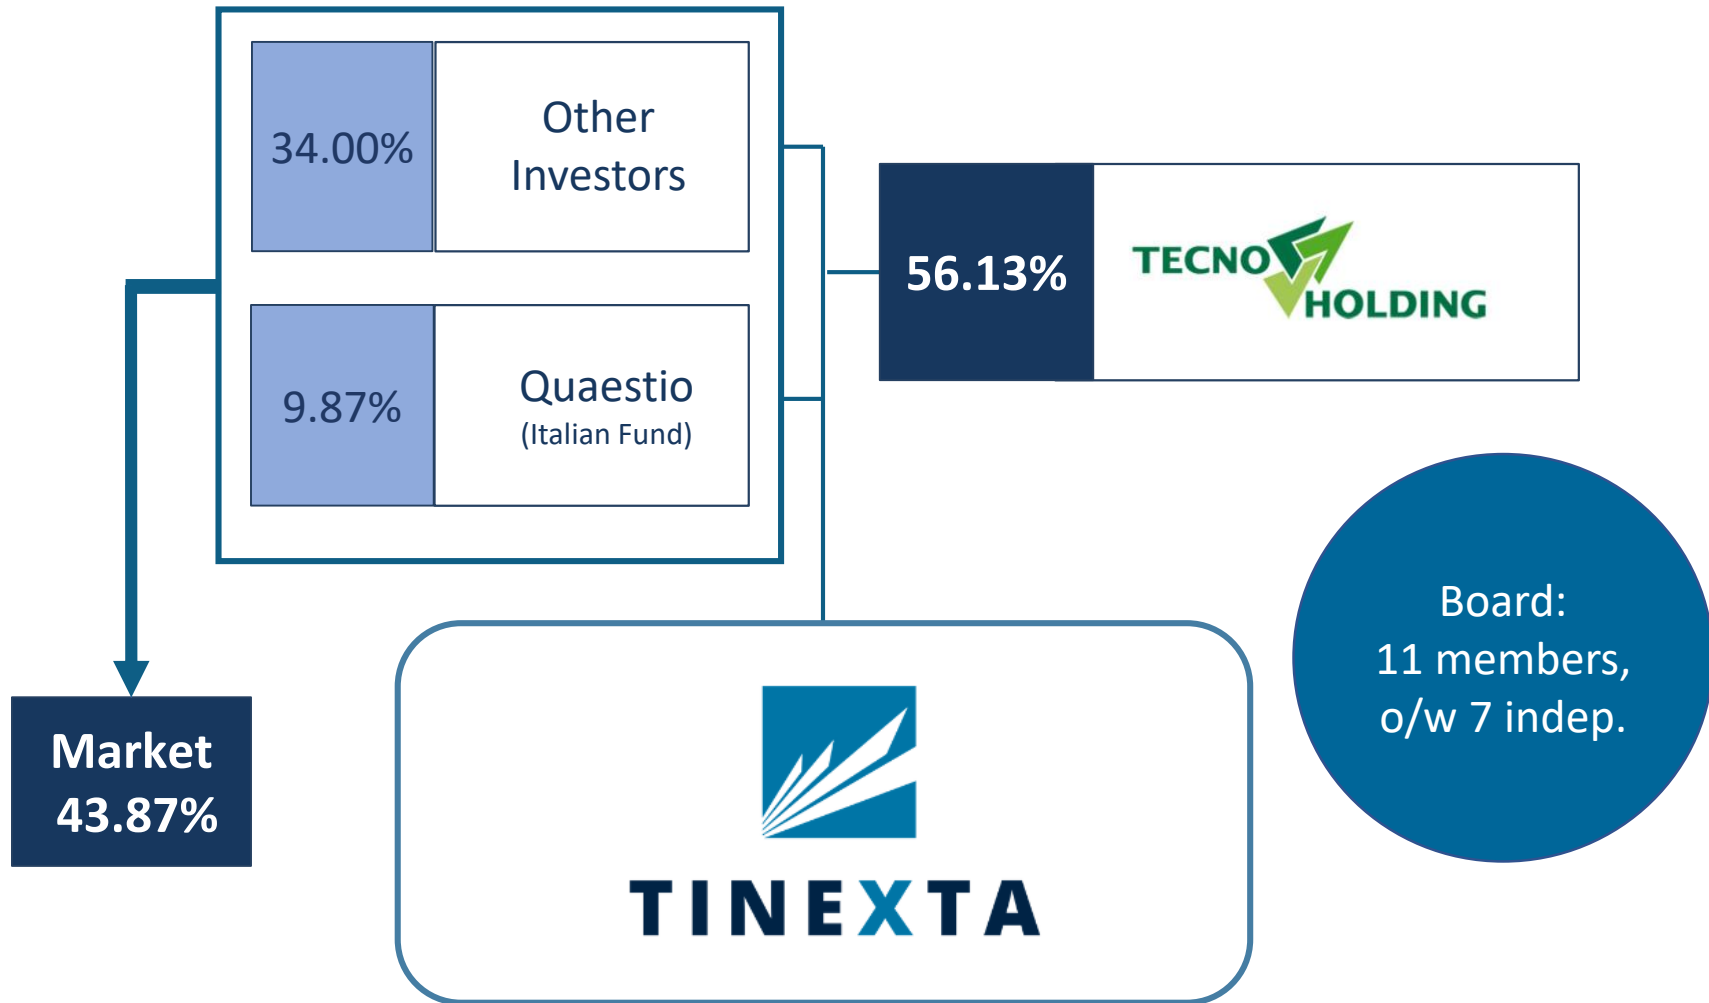 34.00%
Other
Investors
9.87%
Quaestio
(Italian Fund)
56.13%
TECNO
HOLDING
Market
43.87%
TINEXTA
Board:
11 members,
o/w 7 indep.